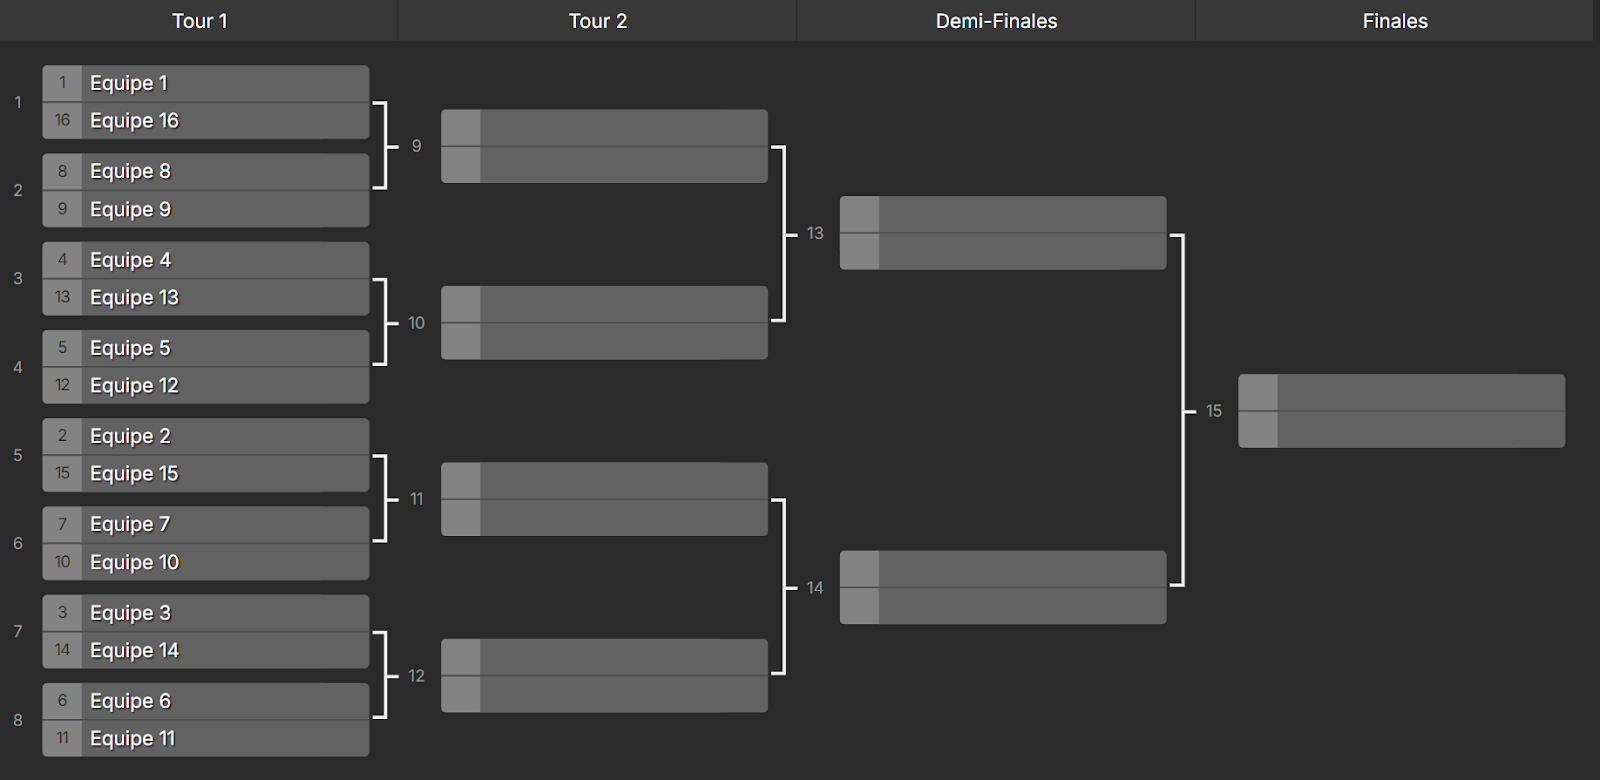 Tour 1
Tour 2
Demi-Finales
Finales
1
1 Equipe 1
16 Equipe 16
2
8 Equipe 8
9 Equipe 9
3
4 Equipe 4
13 Equipe 13
4
5 Equipe 5
12 Equipe 12
5
2 Equipe 2
15 Equipe 15
6
7 Equipe 7
10 Equipe 10
7
3 Equipe 3
14 Equipe 14
8
6 Equipe 6
11 Equipe 11
9
10
11
12
13
14
15